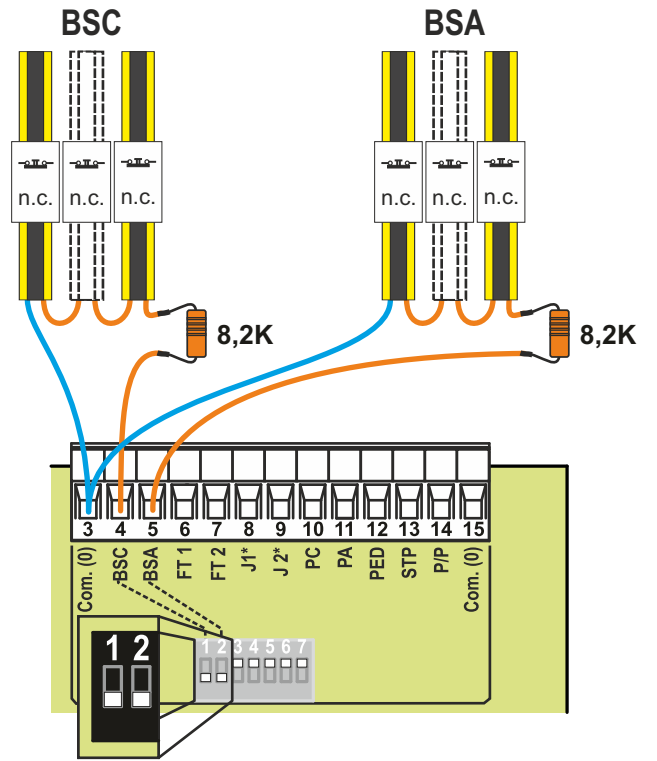 BSC BSA
n.c. n.c. n.c. n.c. n.c. n.c.
8,2K 8,2K
3 4 5 6 7 8 9 10 11 12 13 14 15
Com. (0) BSC BSA FT 1 FT 2 J1* J 2* PC PA PED STP P/P Com. (0)
1 2 3 4 5 6 7
1 2